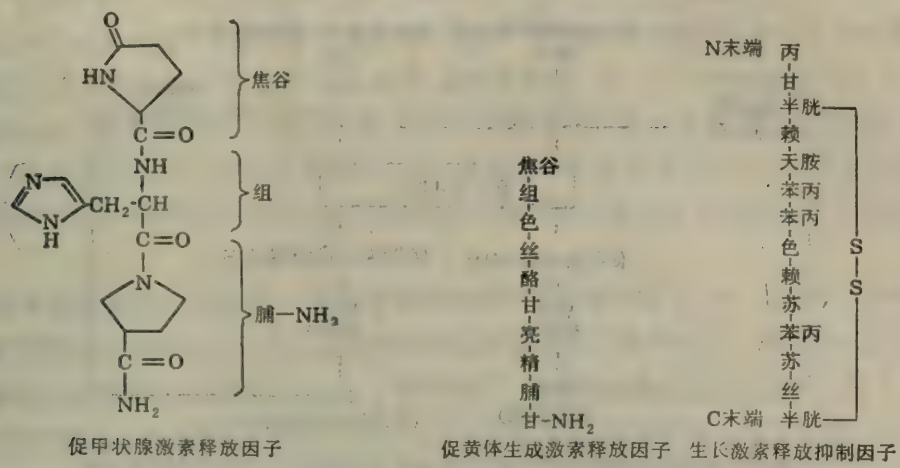 O
HN
焦谷
C=O
NH
N
CH2-CH
组
N
H
C=O
N
脯—NH2
C=O
NH2
促甲状腺激素释放因子
焦谷
组
色
丝
酪
甘
亮
精
脯
甘-NH2
促黄体生成激素释放因子
N末端 丙
甘
半胱
赖
天胺
苯丙
苯丙
色
S
赖
S
苏
苯丙
苏
丝
C末端 半胱
生长激素释放抑制因子